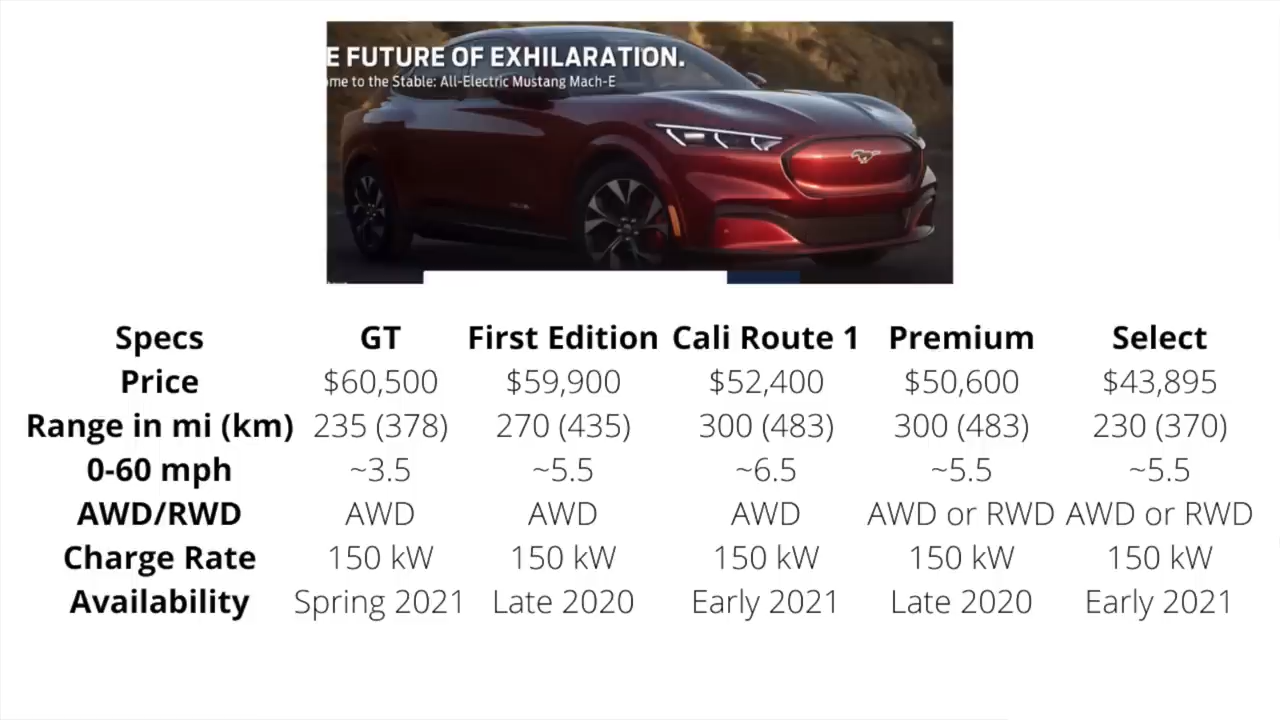 E FUTURE OF EXHILARATION.
ome to the Stable: All-Electric Mustang Mach-E
Specs GT First Edition Cali Route 1 Premium Select
Price $60,500 $59,900 $52,400 $50,600 $43,895
Range in mi (km) 235 (378) 270 (435) 300 (483) 300 (483) 230 (370)
0-60 mph ~3.5 ~5.5 ~6.5 ~5.5 ~5.5
AWD/RWD AWD AWD AWD AWD or RWD AWD or RWD
Charge Rate 150 kW 150 kW 150 kW 150 kW 150 kW
Availability Spring 2021 Late 2020 Early 2021 Late 2020 Early 2021